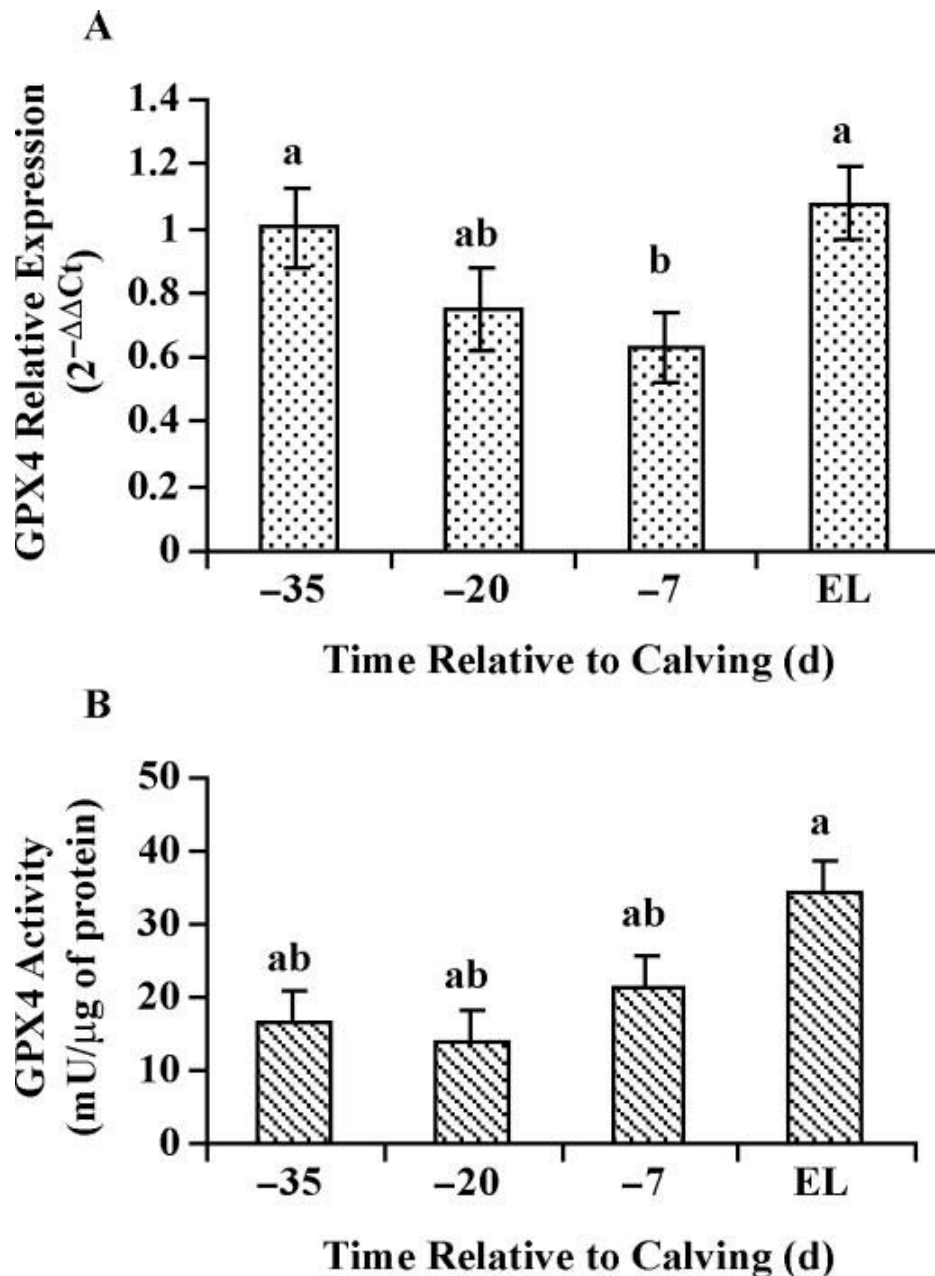 A
GPX4 Relative Expression
(2−ΔΔCt)
1.4
1.2
1
0.8
0.6
0.4
0.2
0
a
ab
b
a
−35
−20
−7
EL
Time Relative to Calving (d)
B
GPX4 Activity
(mU/μg of protein)
50
40
30
20
10
0
ab
ab
ab
a
−35
−20
−7
EL
Time Relative to Calving (d)